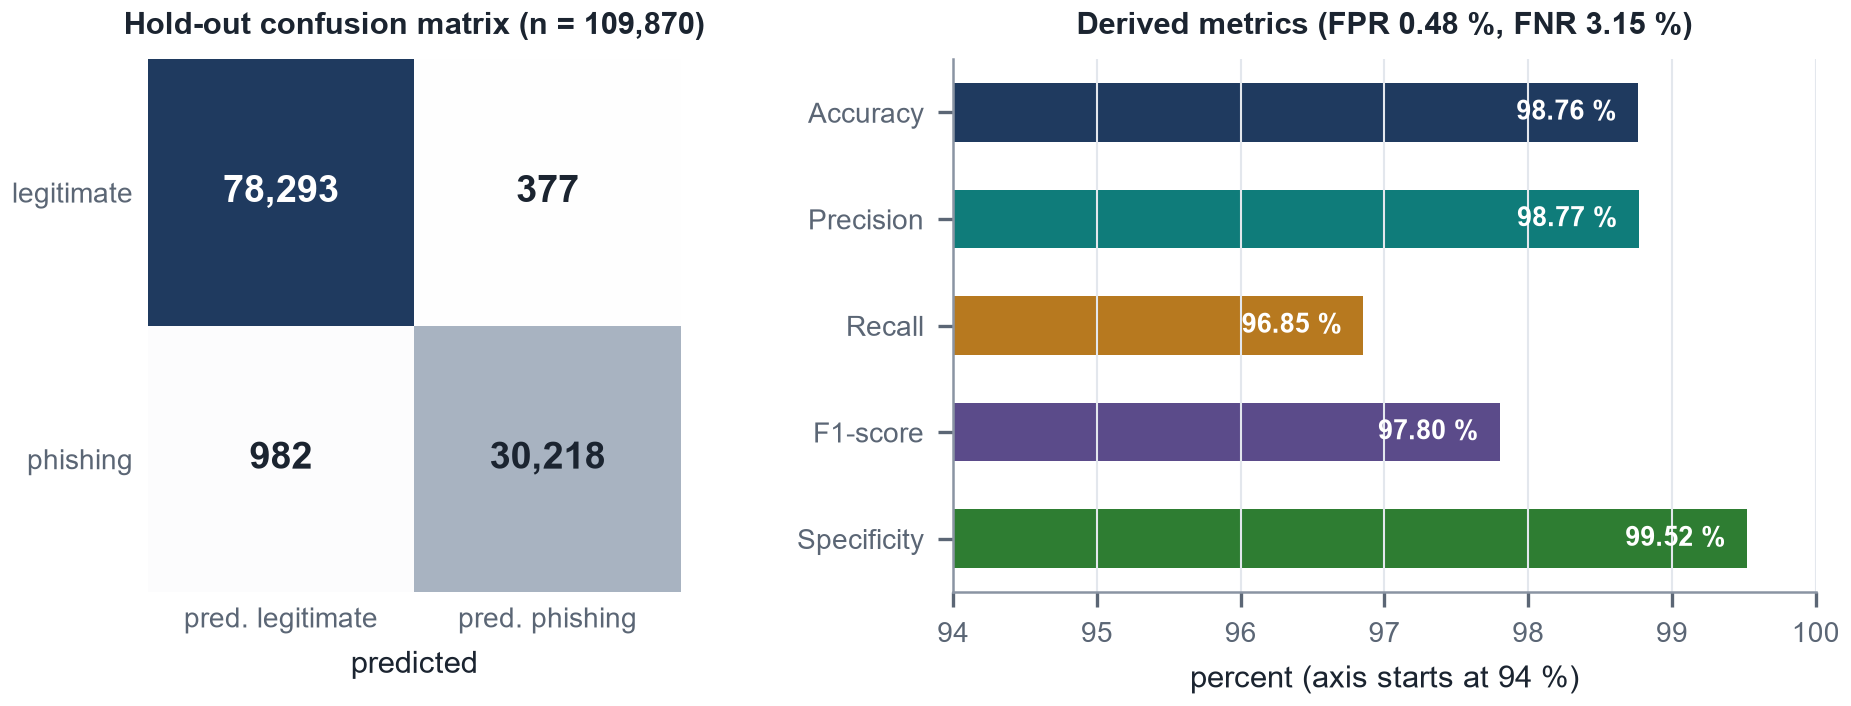 Hold-out confusion matrix (n = 109,870)
legitimate
78,293
377
phishing
982
30,218
pred. legitimate
pred. phishing
predicted
Derived metrics (FPR 0.48 %, FNR 3.15 %)
Accuracy
98.76 %
Precision
98.77 %
Recall
96.85 %
F1-score
97.80 %
Specificity
99.52 %
94
95
96
97
98
99
100
percent (axis starts at 94 %)